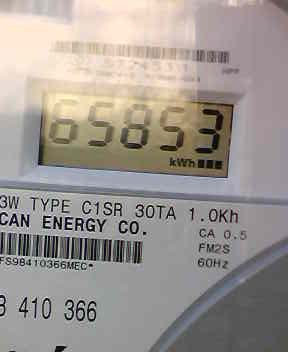 65853
kWh
3W TYPE C1SR 30TA 1.0Kh
CAN ENERGY CO.
CA 0.5
FM2S
*FS98410366MEC*
60Hz
8 410 366